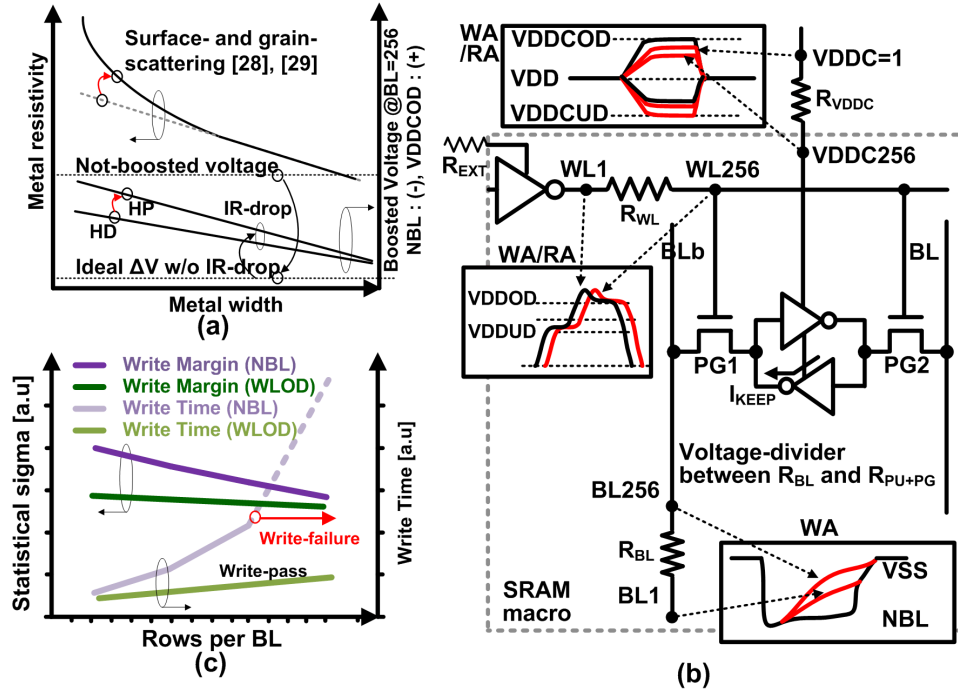 (a)
Surface- and grain-
scattering [28], [29]
Not-boosted voltage
HP
HD
IR-drop
Ideal ΔV w/o IR-drop
Metal resistivity
Metal width
Boosted Voltage @BL=256
NBL : (-), VDDCOD : (+)
WA
/RA
VDDCOD
VDD
VDDCUD
VDDC=1
RVDDC
VDDC256
REXT
WL1
RWL
WL256
BLb
BL
WA/RA
VDDOD
VDDUD
PG1
PG2
IKEEP
Voltage-divider
between RBL and RPU+PG
BL256
RBL
BL1
SRAM
macro
WA
VSS
NBL
(b)
Write Margin (NBL)
Write Margin (WLOD)
Write Time (NBL)
Write Time (WLOD)
Statistical sigma [a.u]
Write Time [a.u]
Write-failure
Write-pass
Rows per BL
(c)